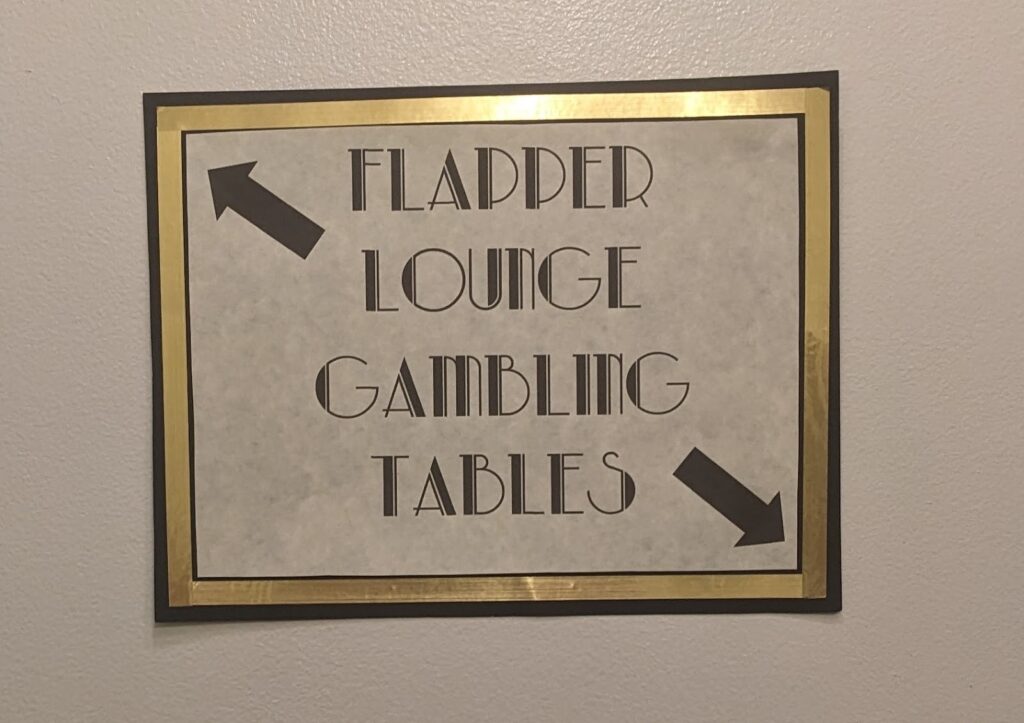 FLAPPER
LOUNGE
GAMBLING
TABLES